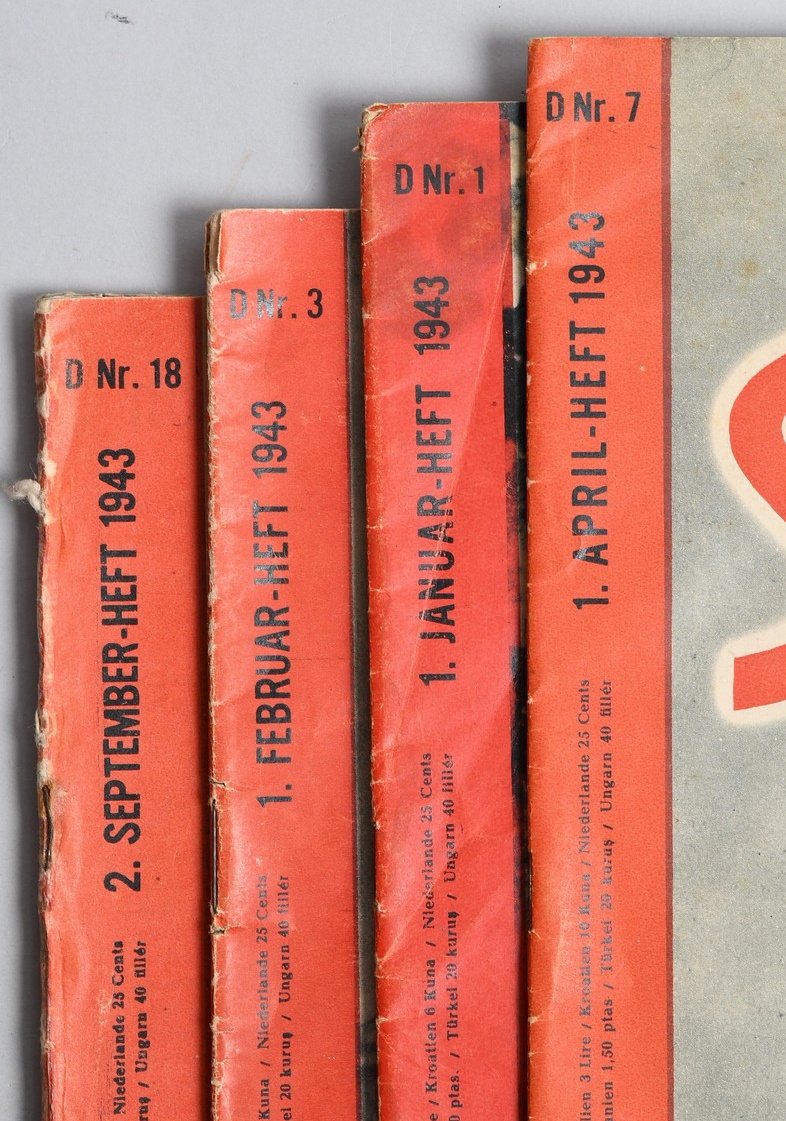 D Nr. 18
2. SEPTEMBER-HEFT 1943
Niederlande 25 Cents
/ Ungarn 40 fillér
D Nr. 3
1. FEBRUAR-HEFT 1943
Kuna / Niederlande 25 Cents
20 kuruş / Ungarn 40 fillér
D Nr. 1
1. JANUAR-HEFT 1943
/ Kroatien 6 Kuna / Niederlande 25 Cents
ptas. / Türkei 20 kuruş / Ungarn 40 fillér
D Nr. 7
1. APRIL-HEFT 1943
3 Lire / Kroatien 10 Kuna / Niederlande 25 Cents
1,50 ptas / Türkei 20 kuruş / Ungarn 40 fillér